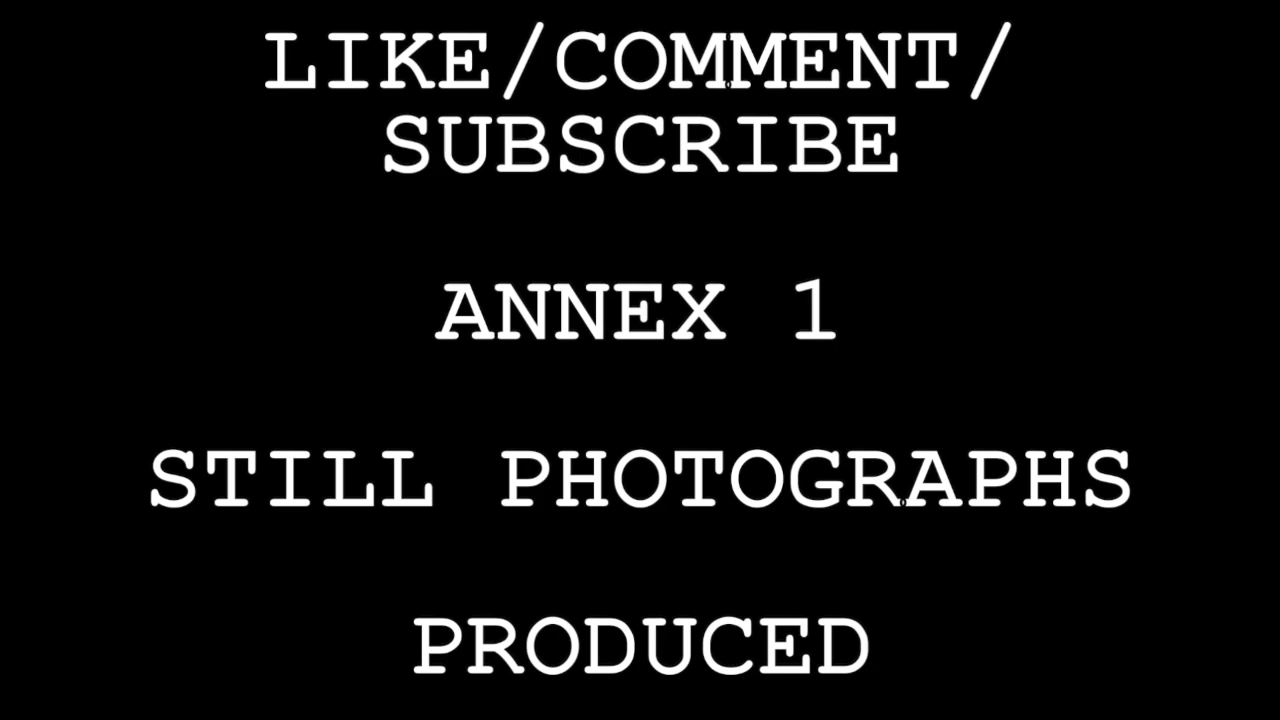 LIKE/COMMENT/
SUBSCRIBE
ANNEX 1
STILL PHOTOGRAPHS
PRODUCED